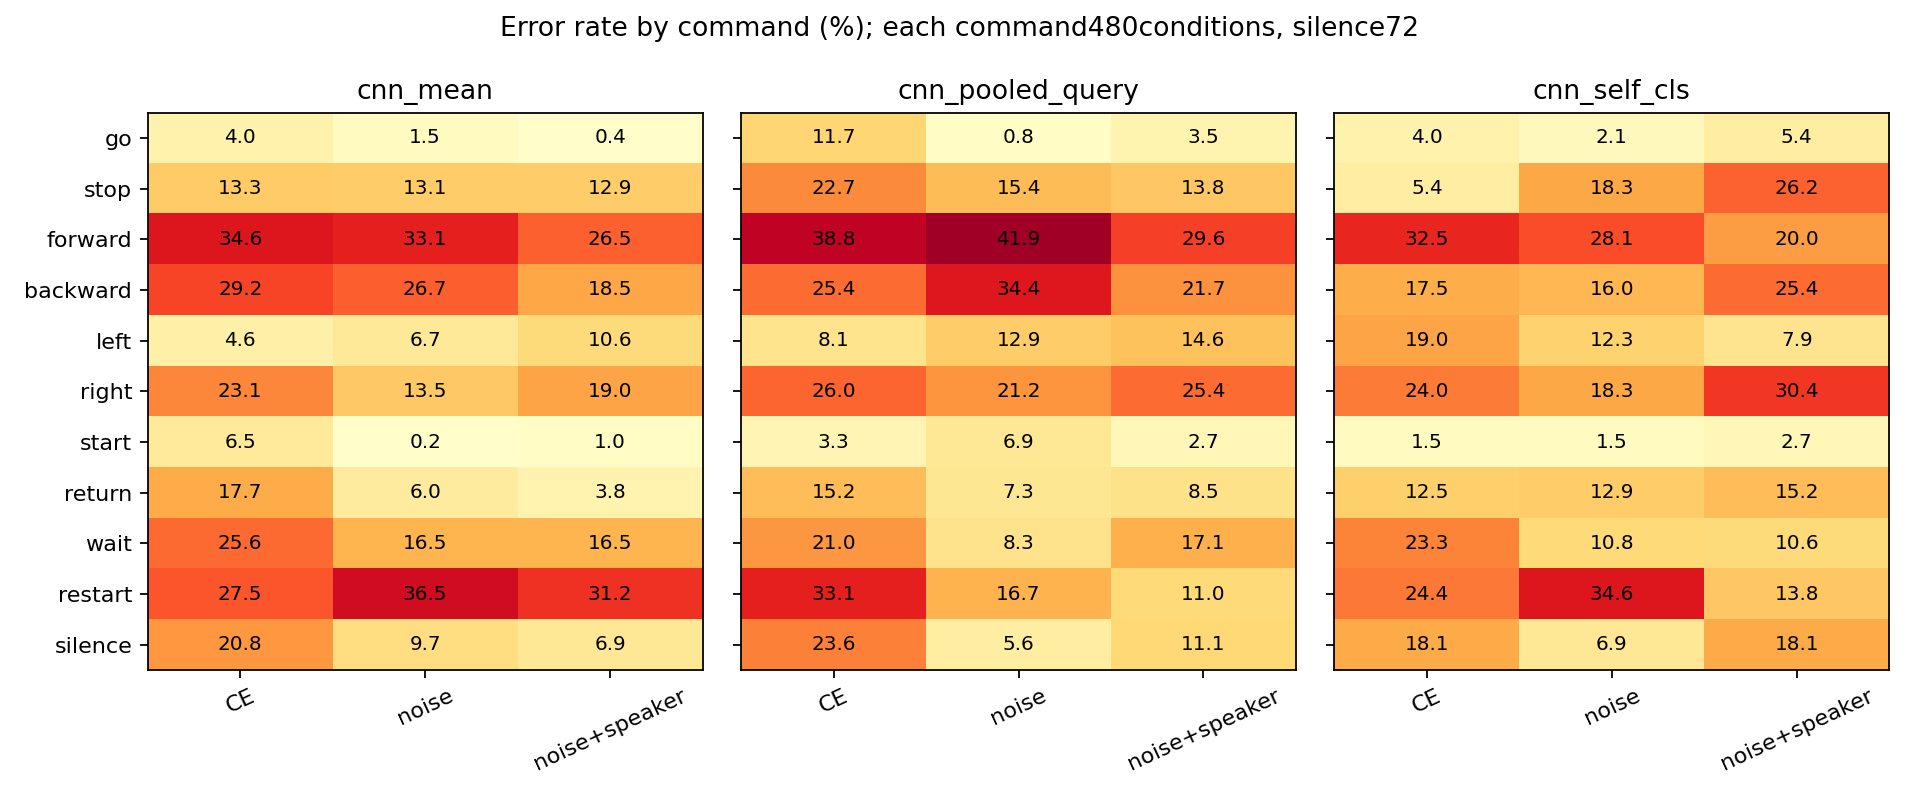 Error rate by command (%); each command480conditions, silence72
cnn_mean cnn_pooled_query cnn_self_cls
go 4.0 1.5 0.4 11.7 0.8 3.5 4.0 2.1 5.4
stop 13.3 13.1 12.9 22.7 15.4 13.8 5.4 18.3 26.2
forward 34.6 33.1 26.5 38.8 41.9 29.6 32.5 28.1 20.0
backward 29.2 26.7 18.5 25.4 34.4 21.7 17.5 16.0 25.4
left 4.6 6.7 10.6 8.1 12.9 14.6 19.0 12.3 7.9
right 23.1 13.5 19.0 26.0 21.2 25.4 24.0 18.3 30.4
start 6.5 0.2 1.0 3.3 6.9 2.7 1.5 1.5 2.7
return 17.7 6.0 3.8 15.2 7.3 8.5 12.5 12.9 15.2
wait 25.6 16.5 16.5 21.0 8.3 17.1 23.3 10.8 10.6
restart 27.5 36.5 31.2 33.1 16.7 11.0 24.4 34.6 13.8
silence 20.8 9.7 6.9 23.6 5.6 11.1 18.1 6.9 18.1
CE noise noise+speaker CE noise noise+speaker CE noise noise+speaker